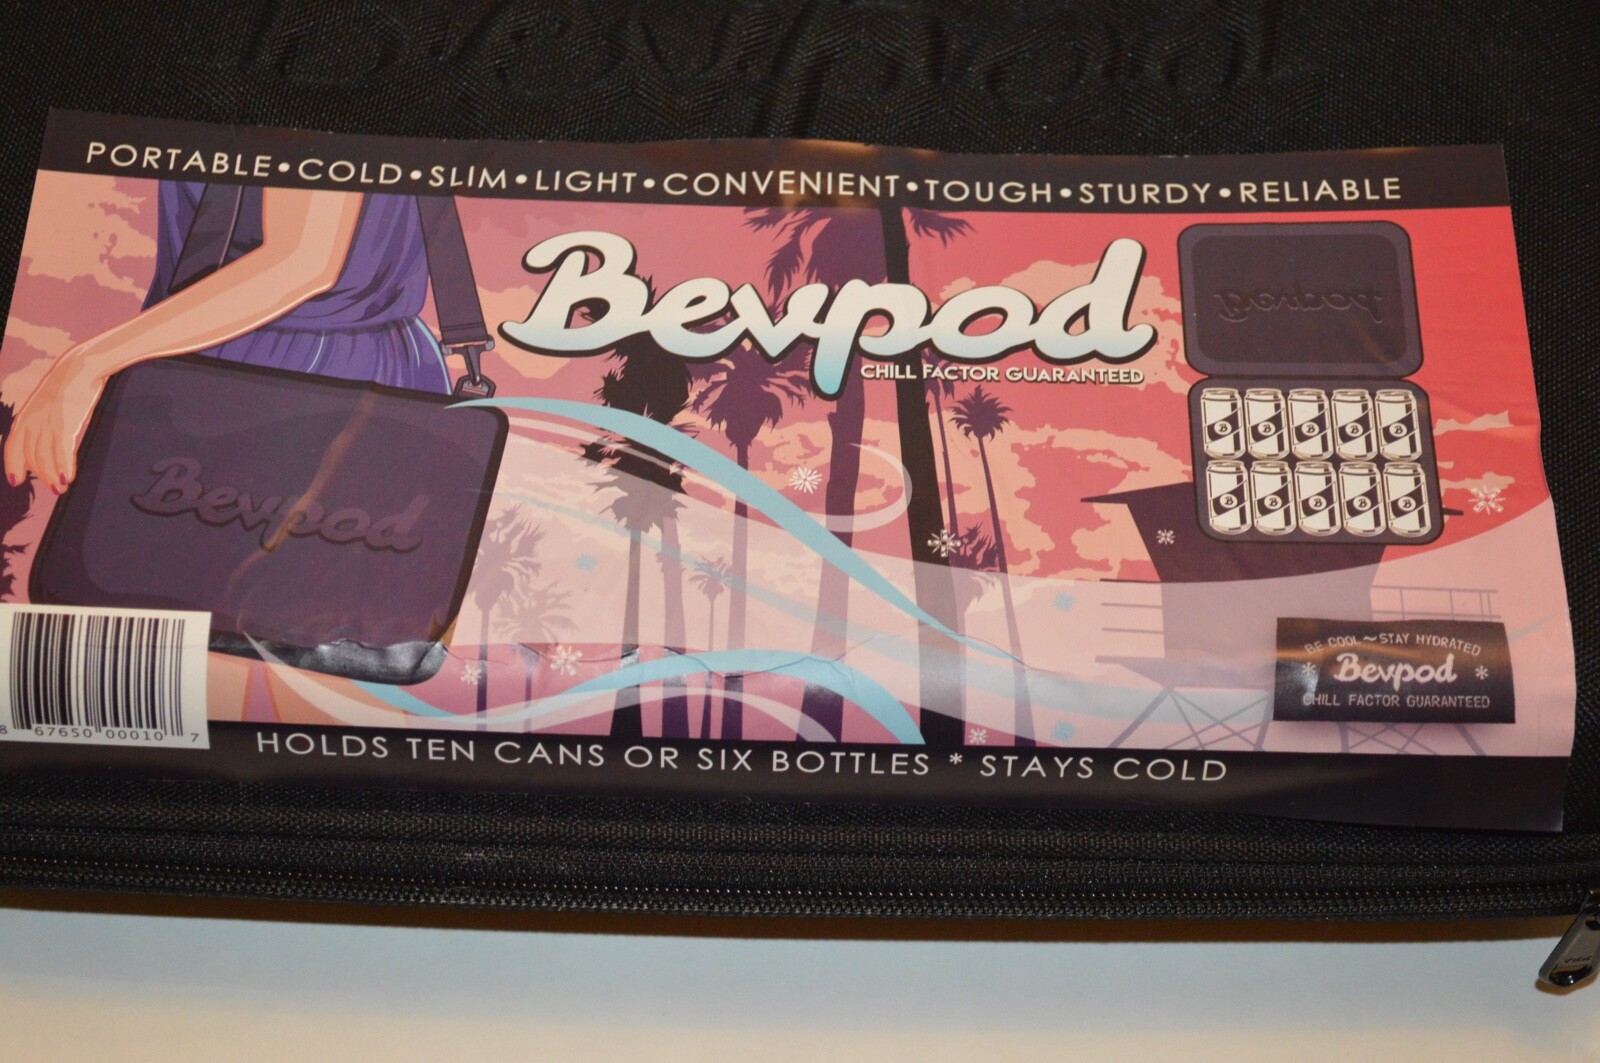 Bevpod
PORTABLE•COLD•SLIM•LIGHT•CONVENIENT•TOUGH•STURDY•RELIABLE
Bevpod
CHILL FACTOR GUARANTEED
Bevpod
Bevpod
B B B B B
B B B B B
BE COOL~STAY HYDRATED
* Bevpod *
CHILL FACTOR GUARANTEED
8 67650 00010 7
HOLDS TEN CANS OR SIX BOTTLES * STAYS COLD